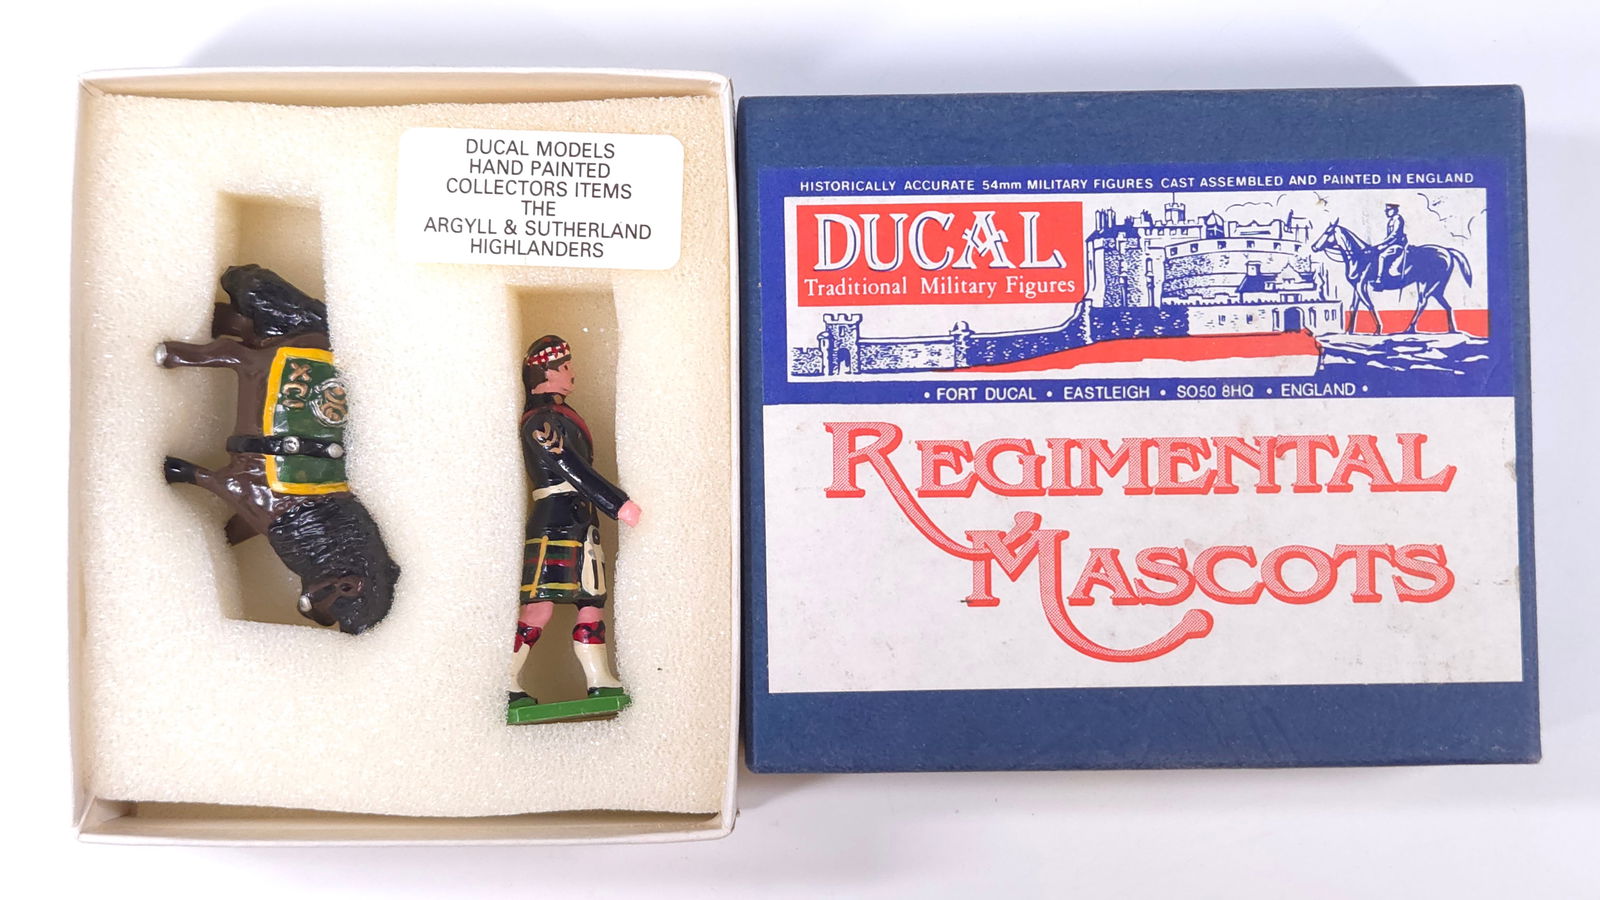 DUCAL MODELS
HAND PAINTED
COLLECTORS ITEMS
THE
ARGYLL & SUTHERLAND
HIGHLANDERS
XCI
HISTORICALLY ACCURATE 54mm MILITARY FIGURES CAST ASSEMBLED AND PAINTED IN ENGLAND
DUCAL
Traditional Military Figures
• FORT DUCAL • EASTLEIGH • SO50 8HQ • ENGLAND •
REGIMENTAL
MASCOTS